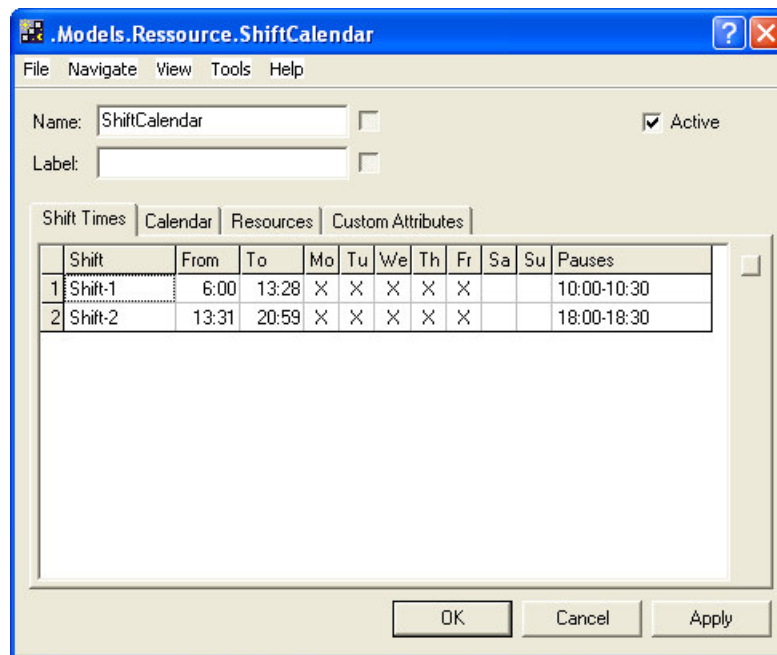 .Models.Ressource.ShiftCalendar
File Navigate View Tools Help
Name: ShiftCalendar Active
Label:
Shift Times Calendar Resources Custom Attributes
Shift From To Mo Tu We Th Fr Sa Su Pauses
1 Shift-1 6:00 13:28 X X X X X 10:00-10:30
2 Shift-2 13:31 20:59 X X X X X 18:00-18:30
OK Cancel Apply